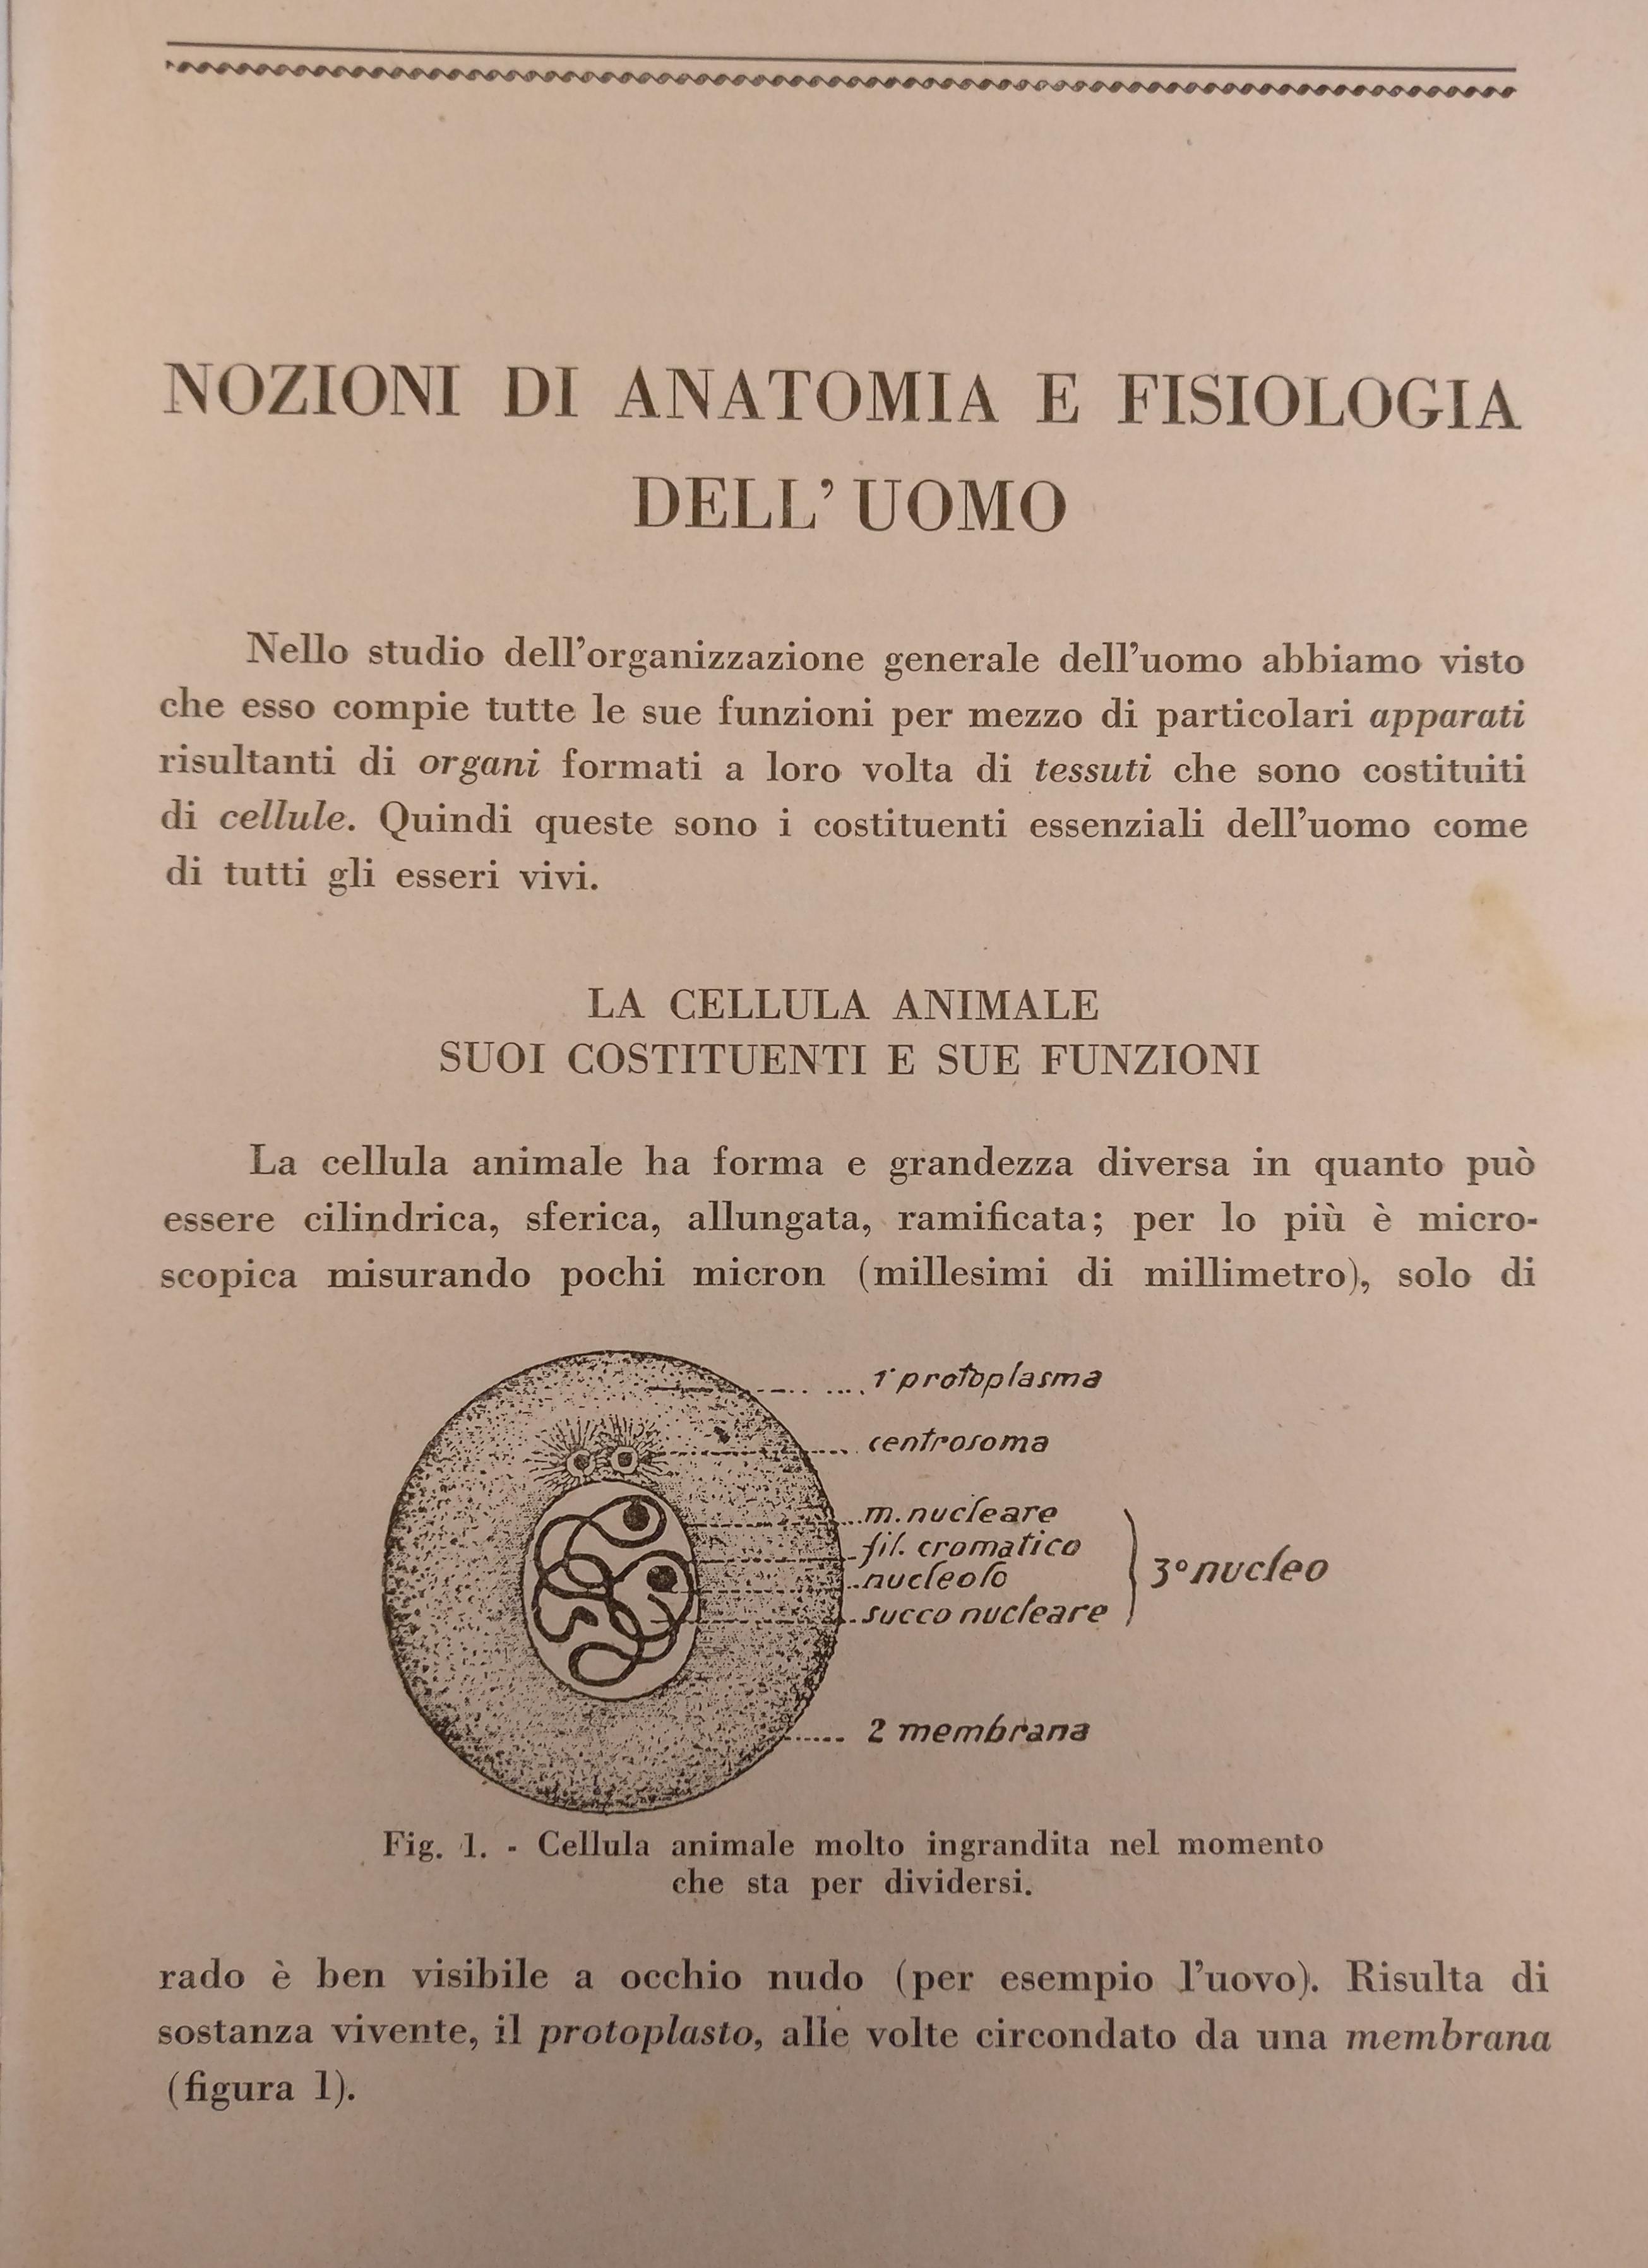 NOZIONI DI ANATOMIA E FISIOLOGIA
DELL' UOMO
Nello studio dell'organizzazione generale dell'uomo abbiamo visto
che esso compie tutte le sue funzioni per mezzo di particolari apparati
risultanti di organi formati a loro volta di tessuti che sono costituiti
di cellule. Quindi queste sono i costituenti essenziali dell'uomo come
di tutti gli esseri vivi.
LA CELLULA ANIMALE
SUOI COSTITUENTI E SUE FUNZIONI
La cellula animale ha forma e grandezza diversa in quanto può
essere cilindrica, sferica, allungata, ramificata; per lo più è micro-
scopica misurando pochi micron (millesimi di millimetro), solo di
1° protoplasma
centrosoma
m. nucleare
fil. cromatico
3° nucleo
nucleolo
succo nucleare
2 membrana
Fig. 1. - Cellula animale molto ingrandita nel momento
che sta per dividersi.
rado è ben visibile a occhio nudo (per esempio l'uovo). Risulta di
sostanza vivente, il protoplasto, alle volte circondato da una membrana
(figura 1).